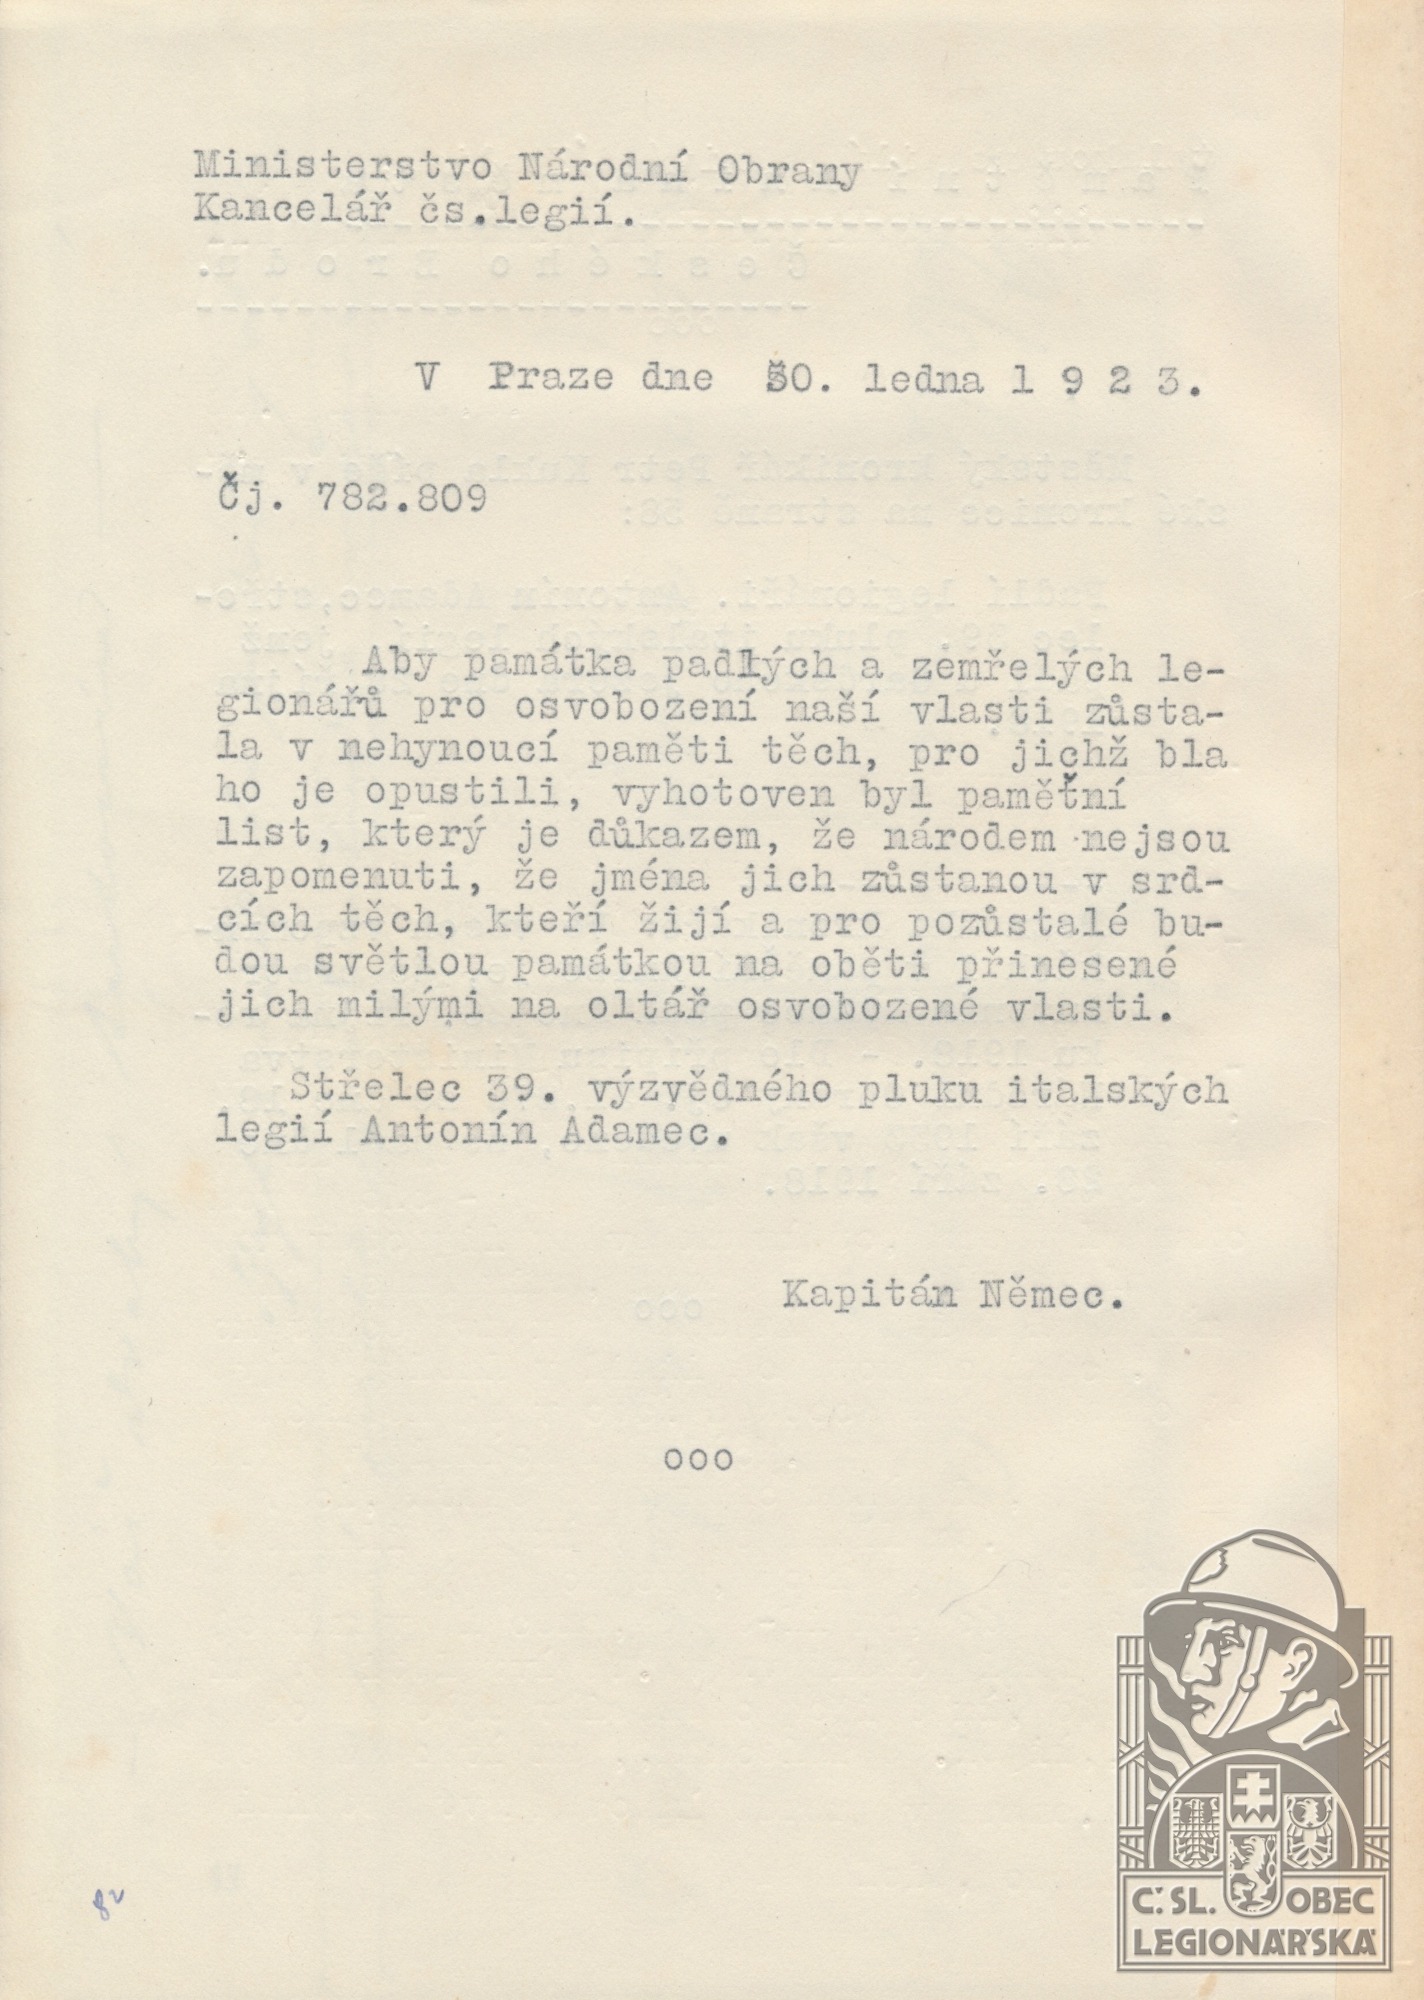 Ministerstvo Národní Obrany
Kancelář čs.legií.
V Praze dne 30. ledna 1 9 2 3.
Čj. 782.809
Aby památka padlých a zemřelých le-
gionářů pro osvobození naší vlasti zůsta-
la v nehynoucí paměti těch, pro jichž bla
ho je opustili, vyhotoven byl pamětní
list, který je důkazem, že národem nejsou
zapomenuti, že jména jich zůstanou v srd-
cích těch, kteří žijí a pro pozůstalé bu-
dou světlou památkou na oběti přinesené
jich milými na oltář osvobozené vlasti.
Střelec 39. výzvědného pluku italských
legií Antonín Adamec.
Kapitán Němec.
ooo
Č. SL. OBEC
LEGIONÁŘSKÁ